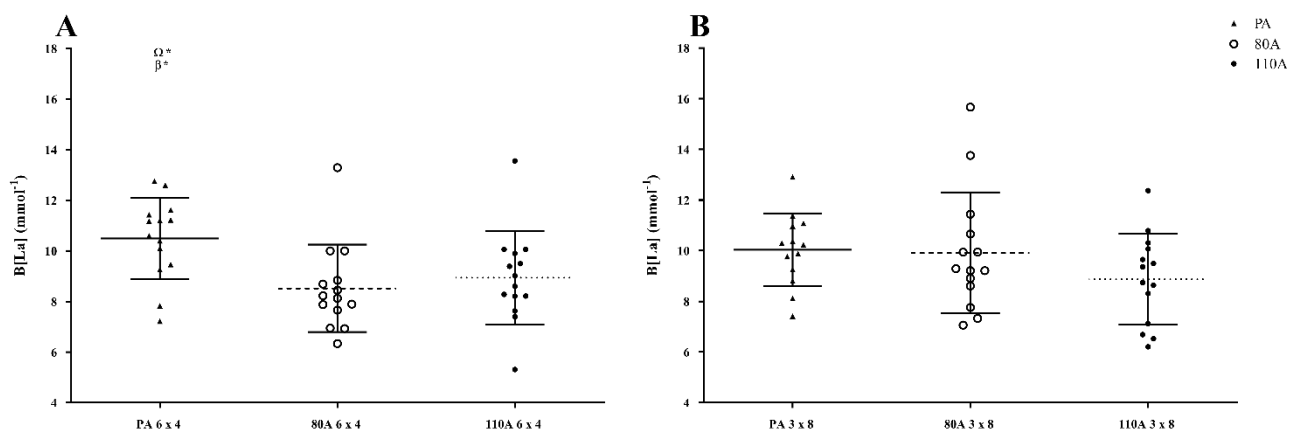 A
Ω*
β*
18
16
14
12
10
8
6
4
B[La] (mmol⁻¹)
PA 6 x 4
80A 6 x 4
110A 6 x 4
B
18
16
14
12
10
8
6
4
B[La] (mmol⁻¹)
PA 3 x 8
80A 3 x 8
110A 3 x 8
PA
80A
110A